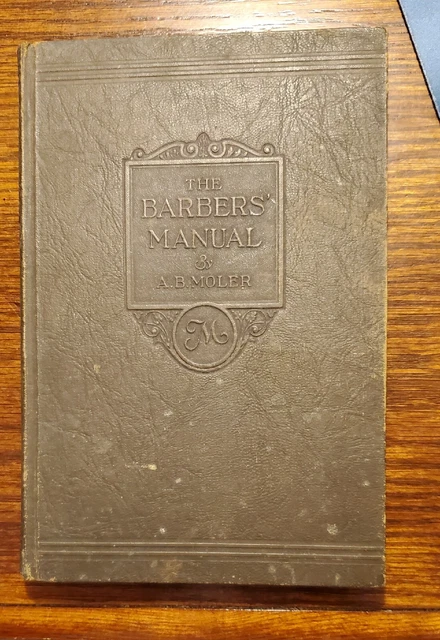 THE
BARBERS'
MANUAL
By
A.B. MOLER
M